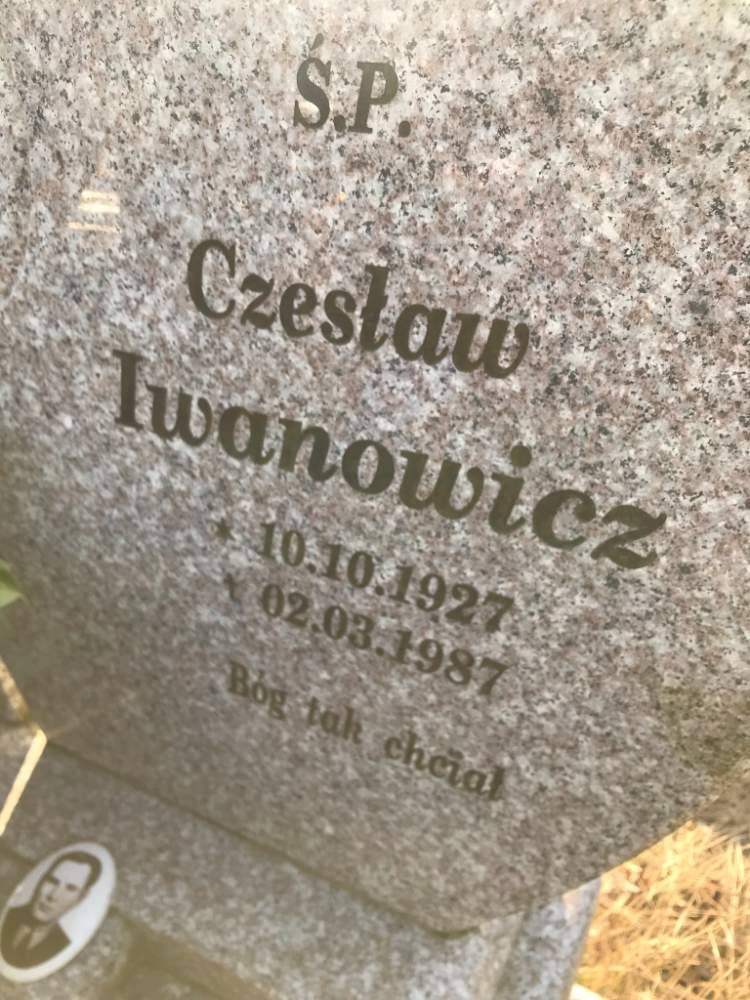 Ś.P.
Czesław
Iwanowicz
* 10.10.1927
† 02.03.1987
Bóg tak chciał